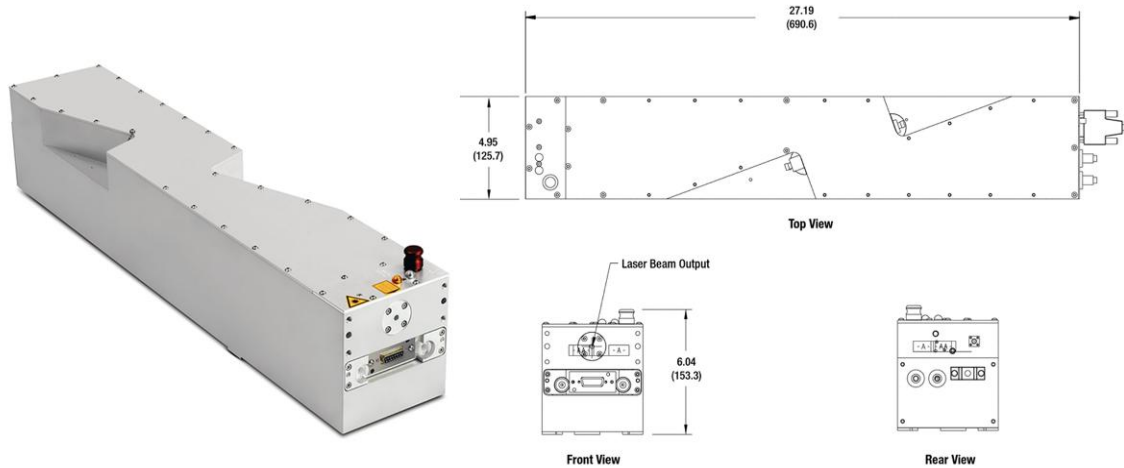 27.19
(690.6)
4.95
(125.7)
Top View
Laser Beam Output
6.04
(153.3)
Front View
Rear View